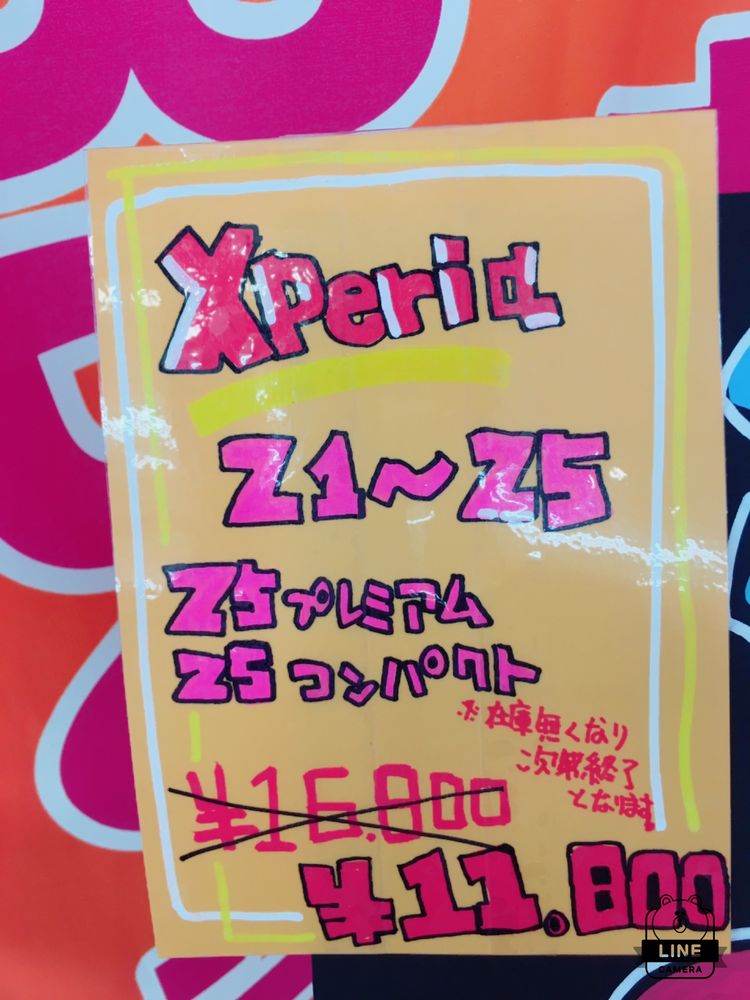 Xperia
Z1～Z5
Z5プレミアム
Z5コンパクト
※在庫無くなり
次第終了
となります
¥16.800
¥11.800
LINE
CAMERA